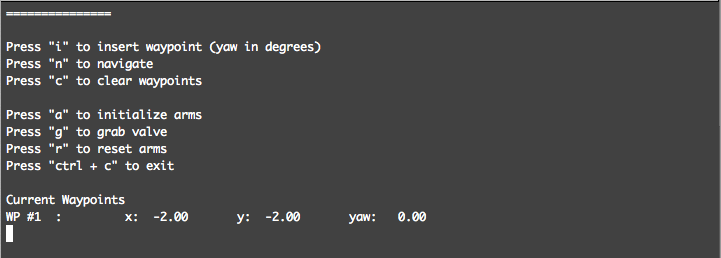 ===============
Press "i" to insert waypoint (yaw in degrees)
Press "n" to navigate
Press "c" to clear waypoints
Press "a" to initialize arms
Press "g" to grab valve
Press "r" to reset arms
Press "ctrl + c" to exit
Current Waypoints
WP #1  :         x:  -2.00       y:  -2.00       yaw:   0.00